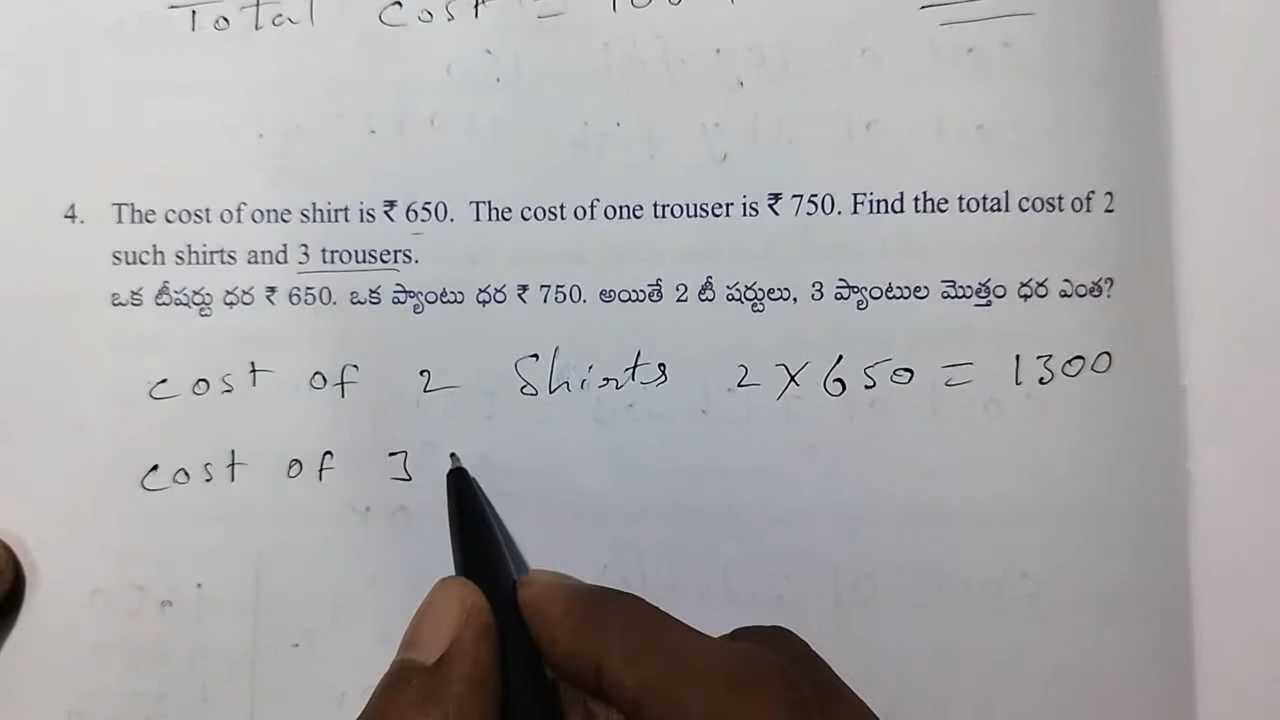 Total cost =
4. The cost of one shirt is ₹ 650. The cost of one trouser is ₹ 750. Find the total cost of 2
such shirts and 3 trousers.
ఒక టీషర్టు ధర ₹ 650. ఒక ప్యాంటు ధర ₹ 750. అయితే 2 టీ షర్టులు, 3 ప్యాంటుల మొత్తం ధర ఎంత?
cost of 2 Shirts 2 X 650 = 1300
cost of 3